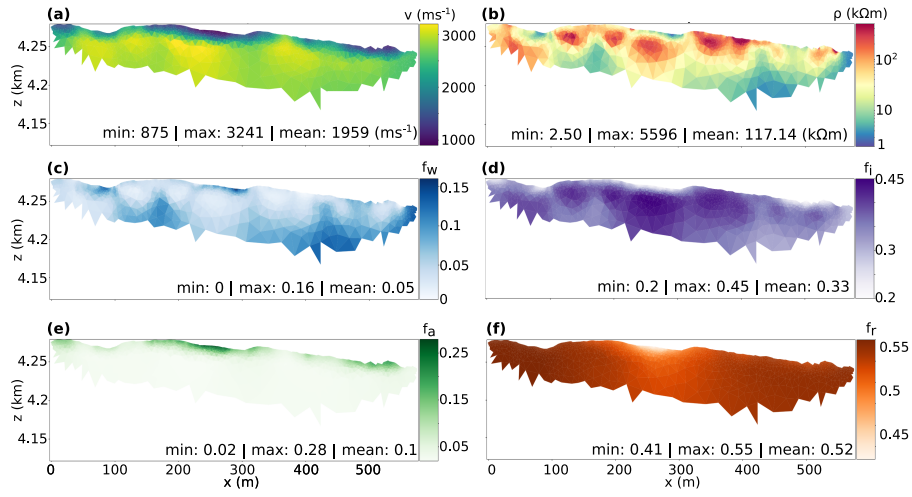 (a) v (ms⁻¹)
3000
2000
1000
4.25
4.2
4.15
z (km)
min: 875 | max: 3241 | mean: 1959 (ms⁻¹)
(b) ρ (kΩm)
10²
10
1
min: 2.50 | max: 5596 | mean: 117.14 (kΩm)
(c) f_w
0.15
0.1
0.05
0
4.25
4.2
4.15
z (km)
min: 0 | max: 0.16 | mean: 0.05
(d) f_i
0.45
0.4
0.3
0.2
min: 0.2 | max: 0.45 | mean: 0.33
(e) f_a
0.25
0.15
0.05
4.25
4.2
4.15
z (km)
min: 0.02 | max: 0.28 | mean: 0.1
0 100 200 300 400 500
x (m)
(f) f_r
0.55
0.50
0.45
min: 0.41 | max: 0.55 | mean: 0.52
0 100 200 300 400 500
x (m)